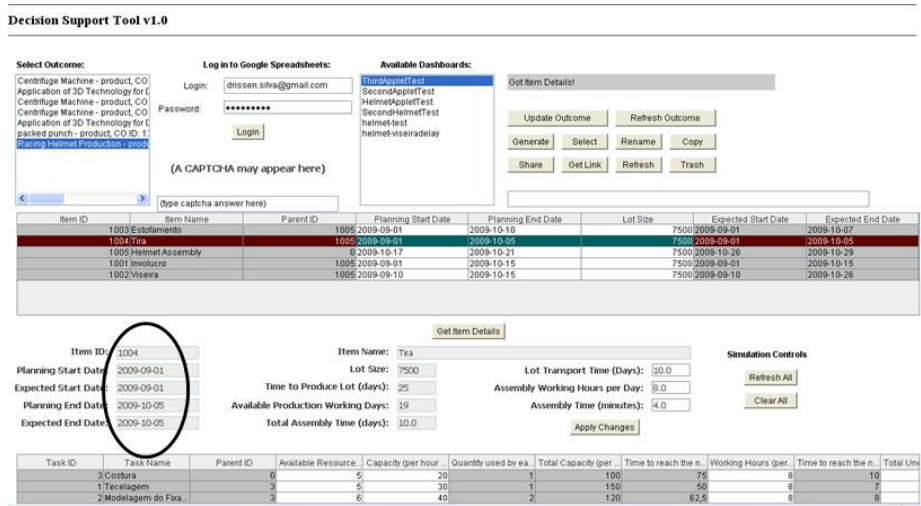 Decision Support Tool v1.0
Select Outcome:
Log in to Google Spreadsheets:
Available Dashboards:
Centrifuge Machine - product, CO
Application of 3D Technology for D
Centrifuge Machine - product, CO
Centrifuge Machine - product, CO
Application of 3D Technology for D
packed punch - product, CO ID: 1
Racing Helmet Production - prod
Login: drissen.silva@gmail.com
Password: •••••••••
Login
(A CAPTCHA may appear here)
(type captcha answer here)
ThirdAppletTest
SecondAppletTest
HelmetAppletTest
SecondHelmetTest
helmet-test
helmet-viseiradelay
Got Item Details!
Update Outcome Refresh Outcome
Generate Select Rename Copy
Share Get Link Refresh Trash
Item ID Item Name Parent ID Planning Start Date Planning End Date Lot Size Expected Start Date Expected End Date
1003 Estofamento 1005 2009-09-01 2009-10-10 7500 2009-09-01 2009-10-07
1004 Tira 1005 2009-09-01 2009-10-05 7500 2009-09-01 2009-10-05
1005 Helmet Assembly 0 2009-10-17 2009-10-21 7500 2009-10-26 2009-10-29
1001 Involucro 1005 2009-09-01 2009-10-15 7500 2009-09-01 2009-10-15
1002 Viseira 1005 2009-09-10 2009-10-15 7500 2009-09-10 2009-10-26
Get Item Details
Item ID: 1004 Item Name: Tira
Simulation Controls
Planning Start Date: 2009-09-01 Lot Size: 7500 Lot Transport Time (Days): 10.0
Refresh All
Expected Start Date: 2009-09-01 Time to Produce Lot (days): 25 Assembly Working Hours per Day: 8.0
Planning End Date: 2009-10-05 Available Production Working Days: 19 Assembly Time (minutes): 4.0
Clear All
Expected End Date: 2009-10-05 Total Assembly Time (days): 10.0 Apply Changes
Task ID Task Name Parent ID Available Resource... Capacity (per hour ... Quantity used by ea... Total Capacity (per ... Time to reach the n... Working Hours (per... Time to reach the n... Total Un
3 Costura 0 5 20 1 100 75 8 10
1 Tecelagem 3 5 30 1 150 50 8 7
2 Modelagem do Fixa... 3 6 40 2 120 62,5 8 8